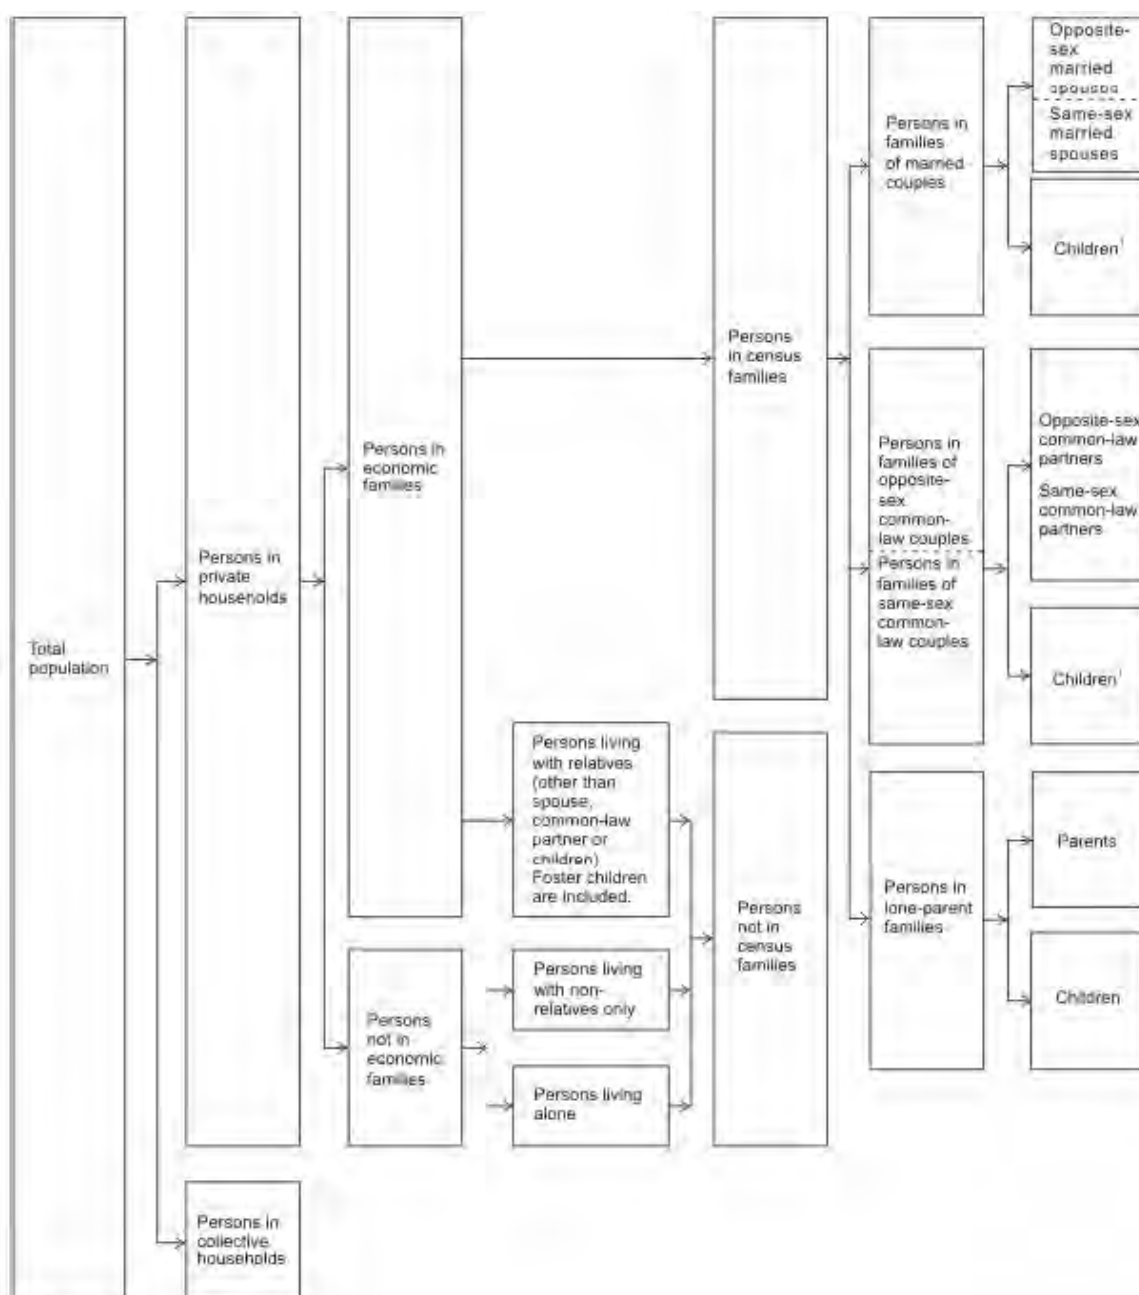 Total
population
Persons in
private
households
Persons in
collective
households
Persons in
economic
families
Persons
not in
economic
families
Persons living
with relatives
(other than
spouse,
common-law
partner or
children)
Foster children
are included.
Persons living
with non-
relatives only
Persons living
alone
Persons
in census
families
Persons
not in
census
families
Persons in
families
of married
couples
Persons in
families of
opposite-
sex
common-
law couples
Persons in
families of
same-sex
common-
law couples
Persons in
lone-parent
families
Opposite-
sex
married
spouses
Same-sex
married
spouses
Children¹
Opposite-sex
common-law
partners
Same-sex
common-law
partners
Children¹
Parents
Children